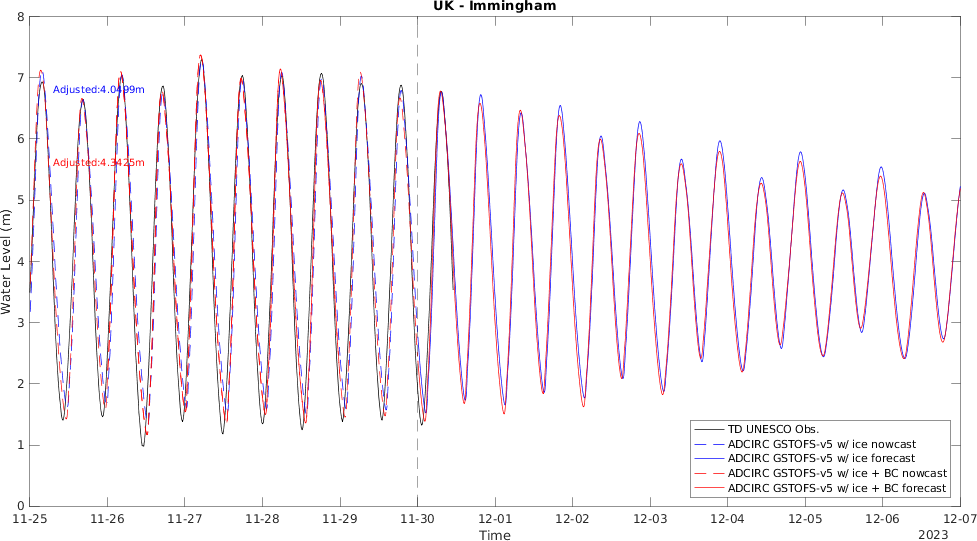 UK - Immingham
8
7
6
5
4
3
2
1
0
Water Level (m)
Adjusted:4.0499m
Adjusted:4.3425m
TD UNESCO Obs.
ADCIRC GSTOFS-v5 w/ ice nowcast
ADCIRC GSTOFS-v5 w/ ice forecast
ADCIRC GSTOFS-v5 w/ ice + BC nowcast
ADCIRC GSTOFS-v5 w/ ice + BC forecast
11-25 11-26 11-27 11-28 11-29 11-30 12-01 12-02 12-03 12-04 12-05 12-06 12-07
Time
2023